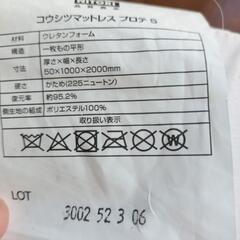 コウシツマットレス プロテ S
材料 ウレタンフォーム
構造 一枚もの平形
寸法 厚さ×幅×長さ
50×1000×2000mm
硬さ かため(225ニュートン)
復元率 約95.2%
側生地の組成 ポリエステル100%
取り扱い表示
W
LOT
3002 52 3 06